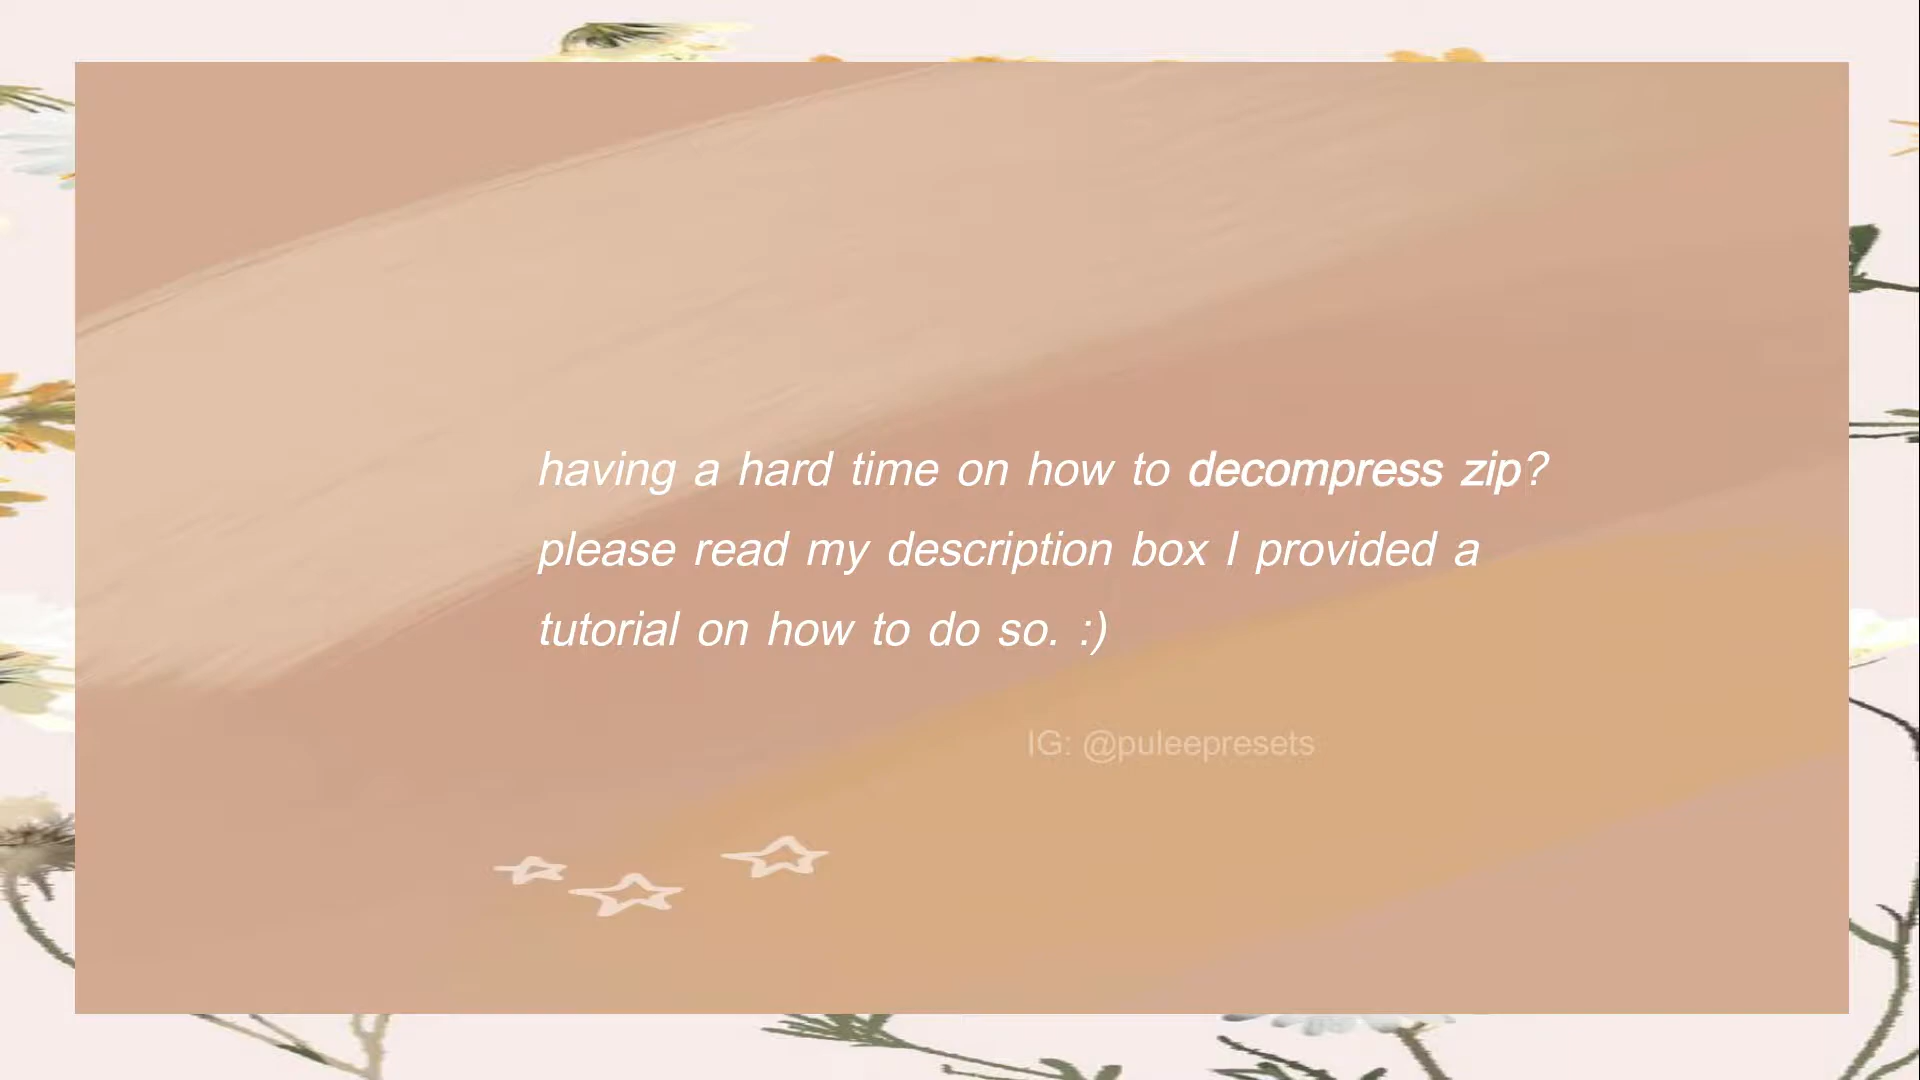 having a hard time on how to decompress zip?
please read my description box I provided a
tutorial on how to do so. :)
IG: @puleepresets